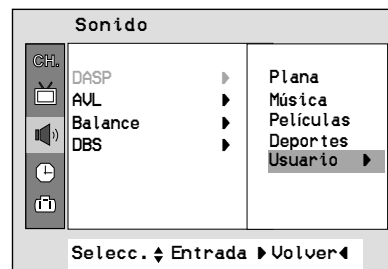 Sonido
CH.
DASP
AVL
Balance
DBS
Plana
Música
Películas
Deportes
Usuario
Selecc. Entrada Volver